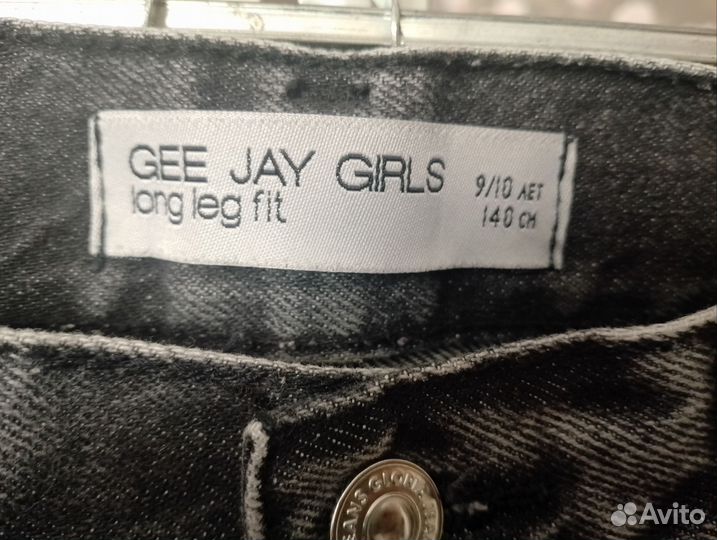 GEE JAY GIRLS
long leg fit
9/10 ЛЕТ
140 СМ
Avito